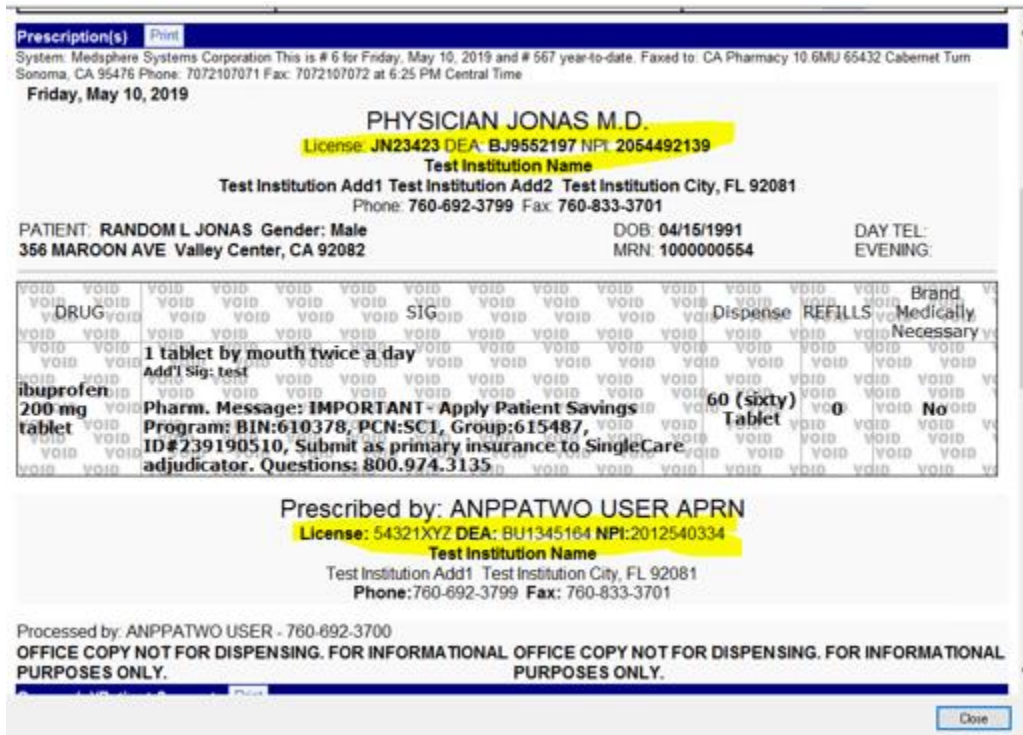 Prescription(s) Print
System: Medsphere Systems Corporation This is # 6 for Friday, May 10, 2019 and # 567 year-to-date. Faxed to: CA Pharmacy 10.6MU 65432 Cabernet Turn
Sonoma, CA 95476 Phone: 7072107071 Fax: 7072107072 at 6:25 PM Central Time
Friday, May 10, 2019
PHYSICIAN JONAS M.D.
License: JN23423 DEA: BJ9552197 NPI: 2054492139
Test Institution Name
Test Institution Add1 Test Institution Add2 Test Institution City, FL 92081
Phone: 760-692-3799 Fax: 760-833-3701
PATIENT: RANDOM L JONAS Gender: Male DOB: 04/15/1991 DAY TEL:
356 MAROON AVE Valley Center, CA 92082 MRN: 1000000554 EVENING:
DRUG SIG Dispense REFILLS Brand Medically Necessary
ibuprofen 200 mg tablet
1 tablet by mouth twice a day
Add'l Sig: test
Pharm. Message: IMPORTANT - Apply Patient Savings
Program: BIN:610378, PCN:SC1, Group:615487,
ID#239190510, Submit as primary insurance to SingleCare
adjudicator. Questions: 800.974.3135
60 (sixty) Tablet
0
No
VOID
Prescribed by: ANPPATWO USER APRN
License: 54321XYZ DEA: BU1345164 NPI:2012540334
Test Institution Name
Test Institution Add1 Test Institution City, FL 92081
Phone:760-692-3799 Fax: 760-833-3701
Processed by: ANPPATWO USER - 760-692-3700
OFFICE COPY NOT FOR DISPENSING. FOR INFORMATIONAL PURPOSES ONLY.
OFFICE COPY NOT FOR DISPENSING. FOR INFORMATIONAL PURPOSES ONLY.
Close